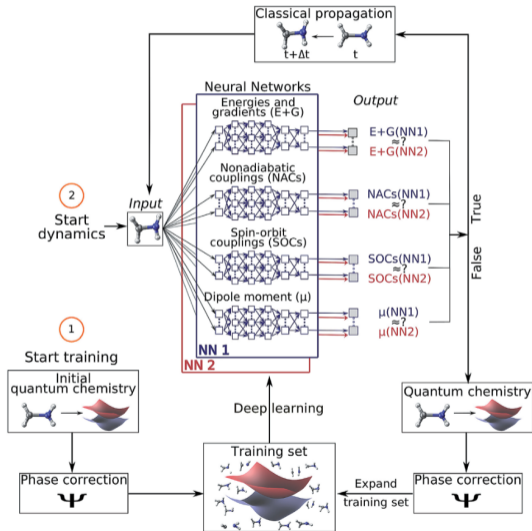 Classical propagation
t+Δt
t
Neural Networks
Output
Energies and
gradients (E+G)
E+G(NN1)
≈?
E+G(NN2)
Nonadiabatic
couplings (NACs)
NACs(NN1)
≈?
NACs(NN2)
2
Start
dynamics
Input
Spin-orbit
couplings (SOCs)
SOCs(NN1)
≈?
SOCs(NN2)
True
False
Dipole moment (μ)
μ(NN1)
≈?
μ(NN2)
NN 1
NN 2
1
Start training
Initial
quantum chemistry
Deep learning
Quantum chemistry
Training set
Phase correction
Ψ
Expand
training set
Phase correction
Ψ